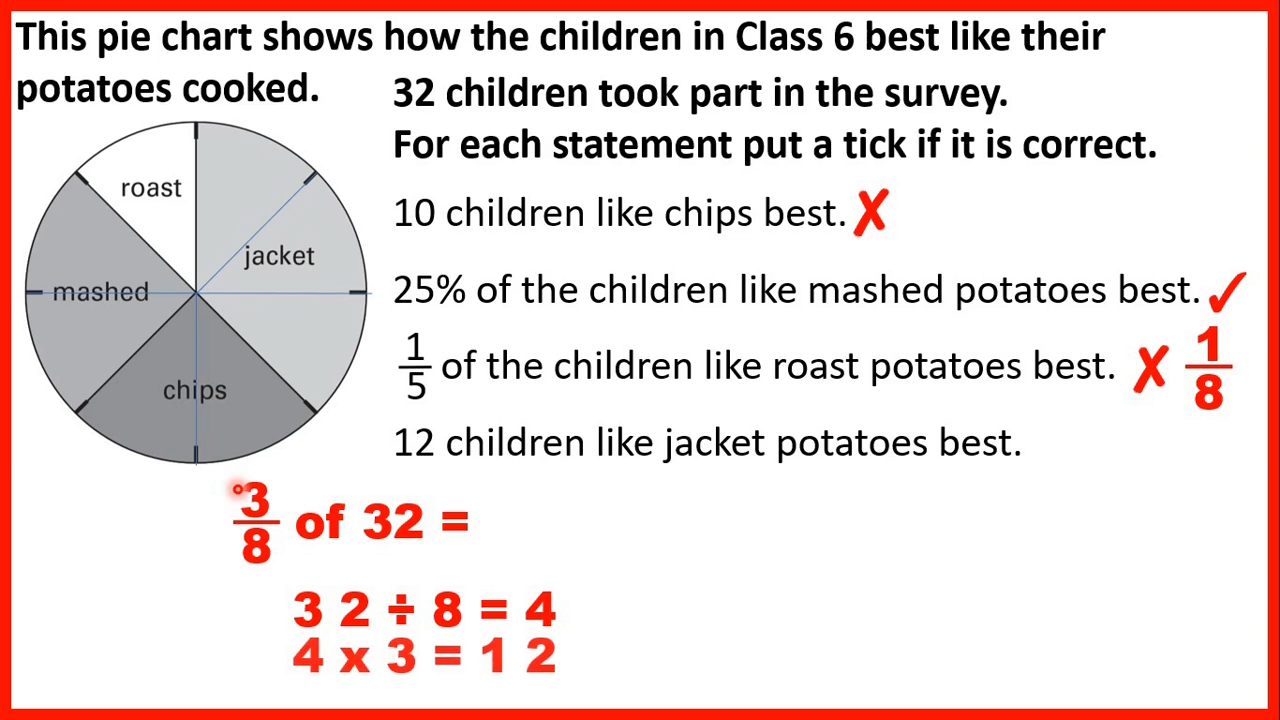 This pie chart shows how the children in Class 6 best like their
potatoes cooked.
32 children took part in the survey.
For each statement put a tick if it is correct.
roast
jacket
mashed
chips
10 children like chips best. ✗
25% of the children like mashed potatoes best. ✓
1/5 of the children like roast potatoes best. ✗ 1/8
12 children like jacket potatoes best.
3/8 of 32 =
3 2 ÷ 8 = 4
4 x 3 = 1 2